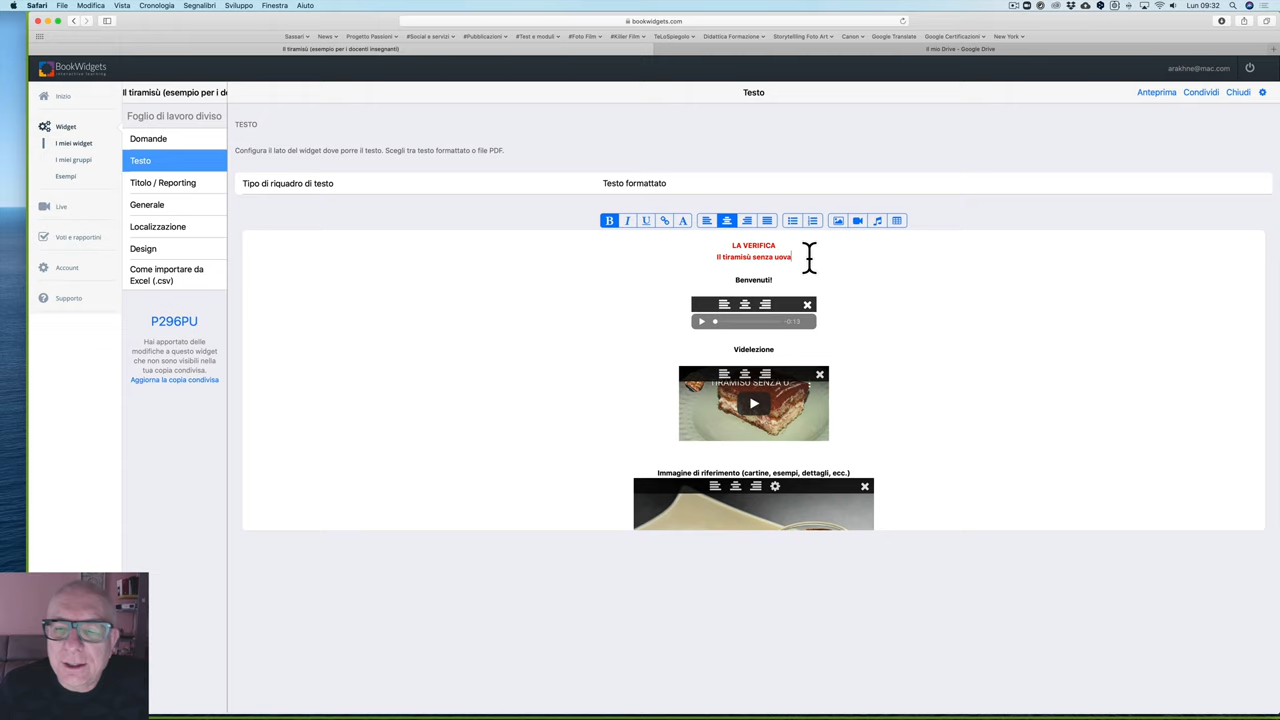 Safari File Modifica Vista Cronologia Segnalibri Sviluppo Finestra Aiuto
Lun 09:32
bookwidgets.com
Sassari News Progetto Passioni #Social e servizi #Pubblicazioni #Test e moduli #Foto Film #Killer Film TeLoSpiegolo Didattica Formazione Storytelling Foto Art Canon Google Translate Google Certificazioni New York
Il tiramisù (esempio per i docenti insegnanti)
Il mio Drive - Google Drive
BookWidgets
interactive learning
arakhne@mac.com
Inizio
Widget
I miei widget
I miei gruppi
Esempi
Live
Voti e rapportini
Account
Supporto
Il tiramisù (esempio per i do
Foglio di lavoro diviso
Domande
Testo
Titolo / Reporting
Generale
Localizzazione
Design
Come importare da
Excel (.csv)
P296PU
Hai apportato delle
modifiche a questo widget
che non sono visibili nella
tua copia condivisa.
Aggiorna la copia condivisa
Testo
Anteprima Condividi Chiudi
TESTO
Configura il lato del widget dove porre il testo. Scegli tra testo formattato o file PDF.
Tipo di riquadro di testo
Testo formattato
B I U A
LA VERIFICA
Il tiramisù senza uova
Benvenuti!
-0:13
Videlezione
TIRAMISÙ SENZA U
Immagine di riferimento (cartine, esempi, dettagli, ecc.)